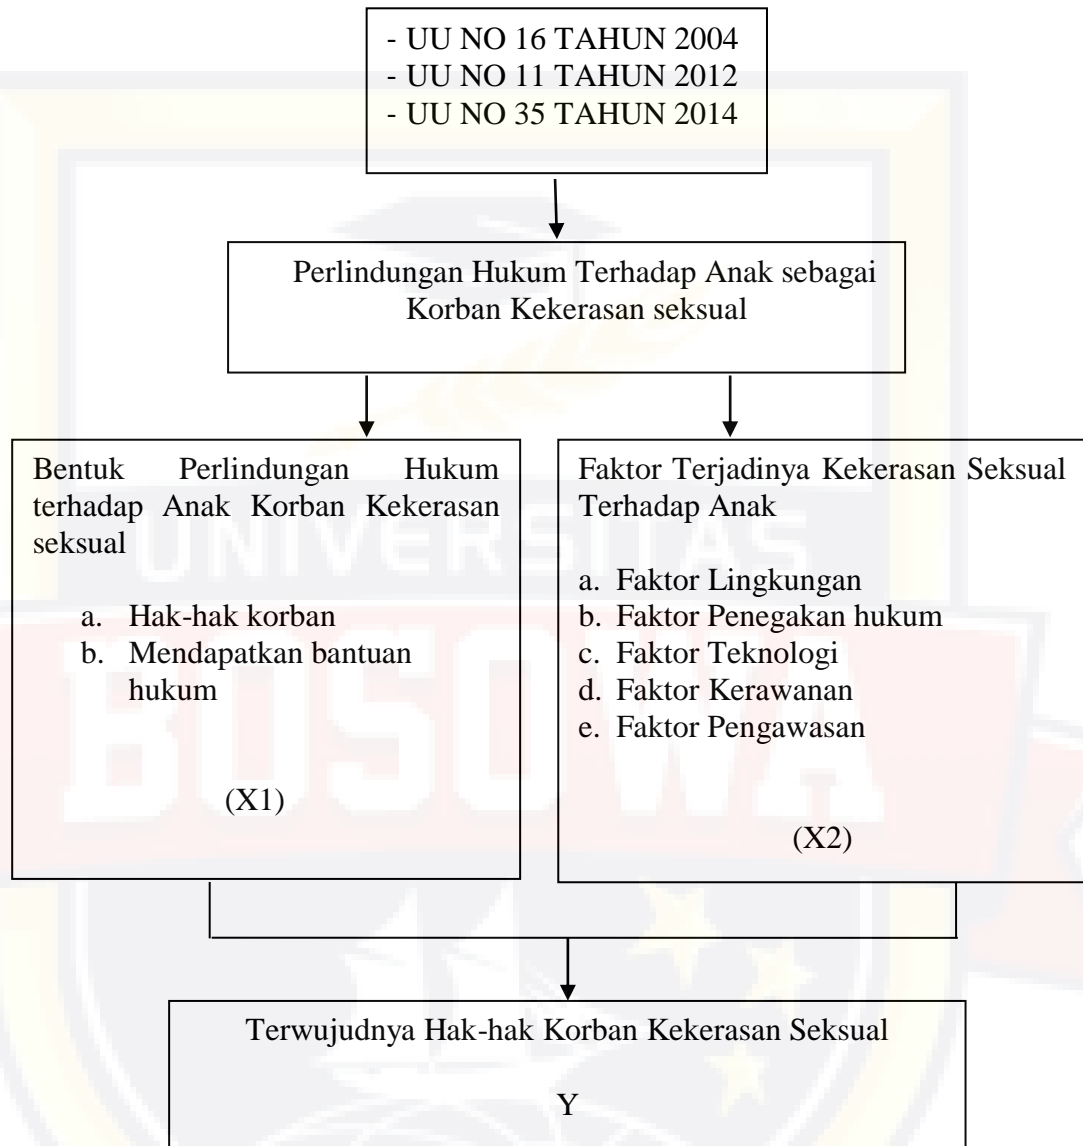 - UU NO 16 TAHUN 2004
- UU NO 11 TAHUN 2012
- UU NO 35 TAHUN 2014
Perlindungan Hukum Terhadap Anak sebagai
Korban Kekerasan seksual
Bentuk Perlindungan Hukum
terhadap Anak Korban Kekerasan
seksual
a. Hak-hak korban
b. Mendapatkan bantuan
hukum
(X1)
Faktor Terjadinya Kekerasan Seksual
Terhadap Anak
a. Faktor Lingkungan
b. Faktor Penegakan hukum
c. Faktor Teknologi
d. Faktor Kerawanan
e. Faktor Pengawasan
(X2)
UNIVERSITAS
BOSOWA
Terwujudnya Hak-hak Korban Kekerasan Seksual
Y